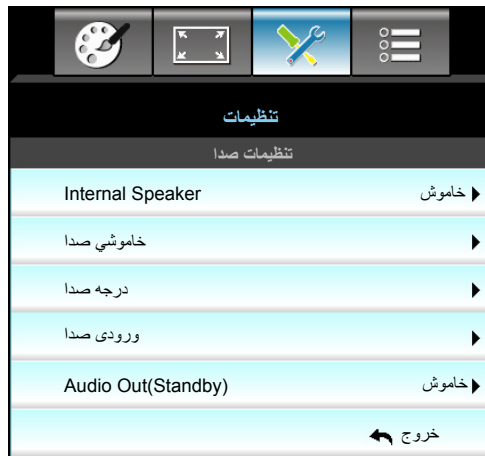 تنظیمات
تنظیمات صدا
Internal Speaker خاموش
خاموشي صدا
درجه صدا
ورودی صدا
Audio Out(Standby) خاموش
خروج